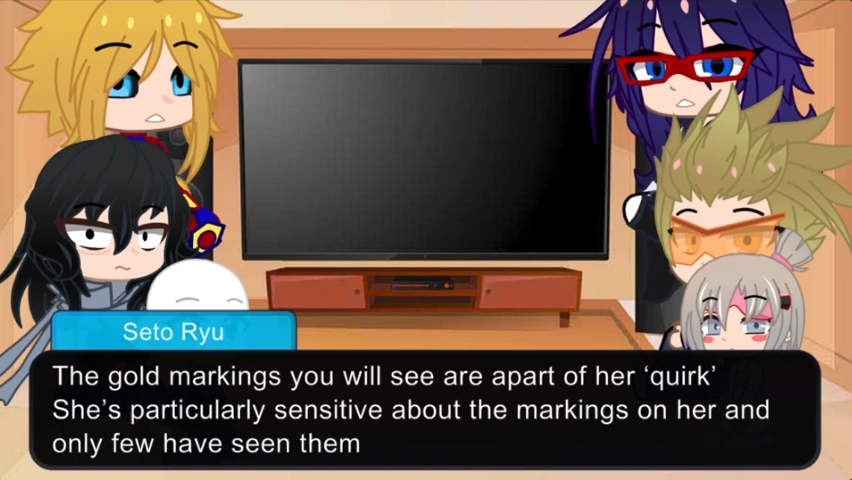 Seto Ryu
The gold markings you will see are apart of her ‘quirk’
She’s particularly sensitive about the markings on her and
only few have seen them